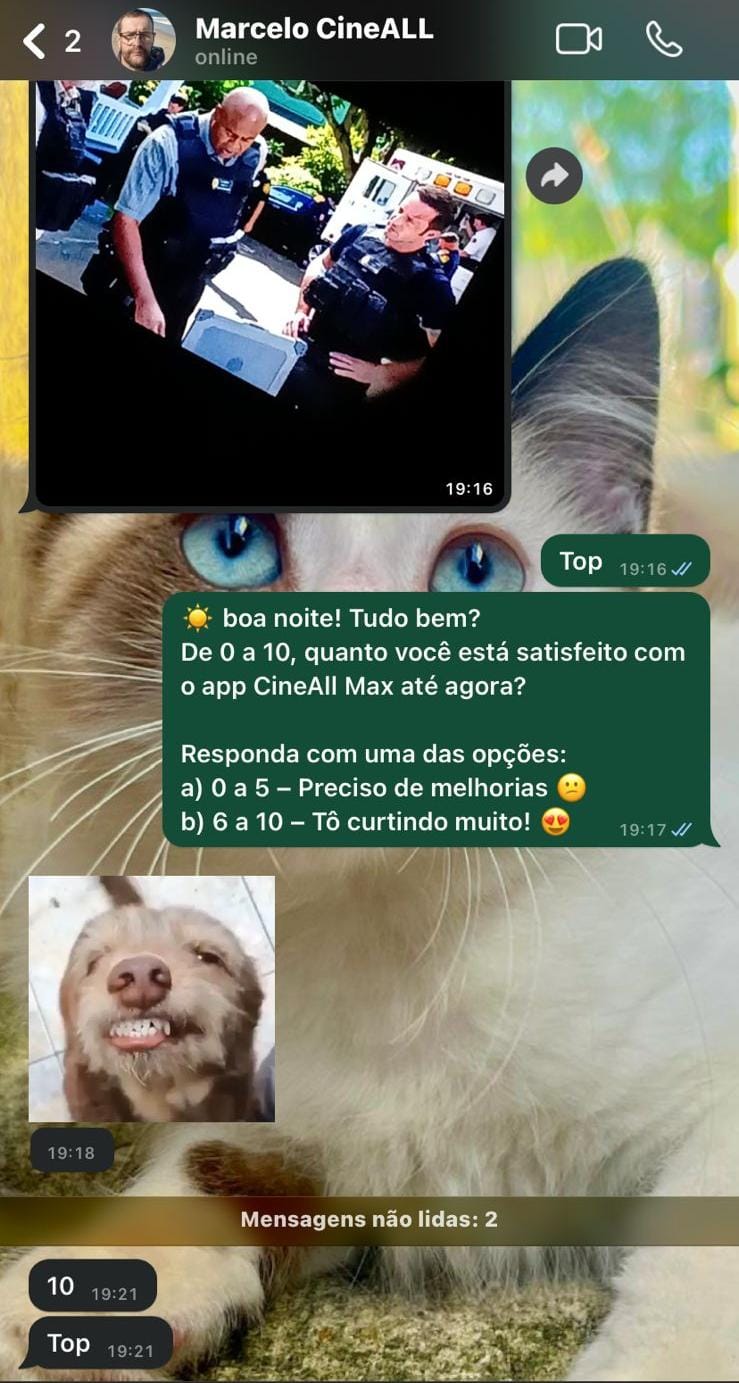 2
Marcelo CineALL
online
19:16
Top 19:16
☀️ boa noite! Tudo bem?
De 0 a 10, quanto você está satisfeito com
o app CineAll Max até agora?
Responda com uma das opções:
a) 0 a 5 – Preciso de melhorias 😕
b) 6 a 10 – Tô curtindo muito! 😍 19:17
19:18
Mensagens não lidas: 2
10 19:21
Top 19:21